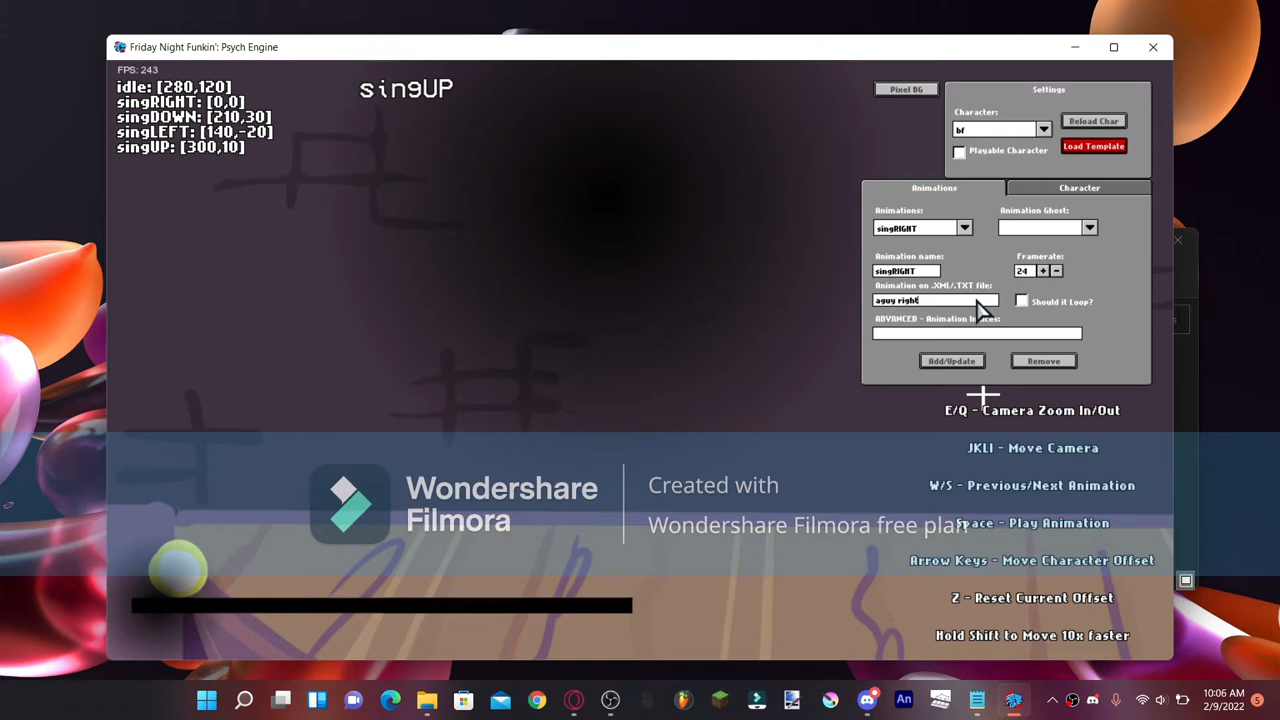 Friday Night Funkin': Psych Engine
FPS: 243
idle: [280,120]
singRIGHT: [0,0]
singDOWN: [210,30]
singLEFT: [140,-20]
singUP: [300,10]
singUP
Pixel BG
Settings
Character:
bf
Reload Char
Playable Character
Load Template
Animations
Character
Animations:
Animation Ghost:
singRIGHT
Animation name:
Framerate:
singRIGHT
24
+
-
Animation on .XML/.TXT file:
aguy right
Should it Loop?
ADVANCED - Animation Indices:
Add/Update
Remove
E/Q - Camera Zoom In/Out
JKLI - Move Camera
W/S - Previous/Next Animation
Space - Play Animation
Arrow Keys - Move Character Offset
Z - Reset Current Offset
Hold Shift to Move 10x faster
Wondershare
Filmora
Created with
Wondershare Filmora free plan
An
10:06 AM
2/9/2022
5